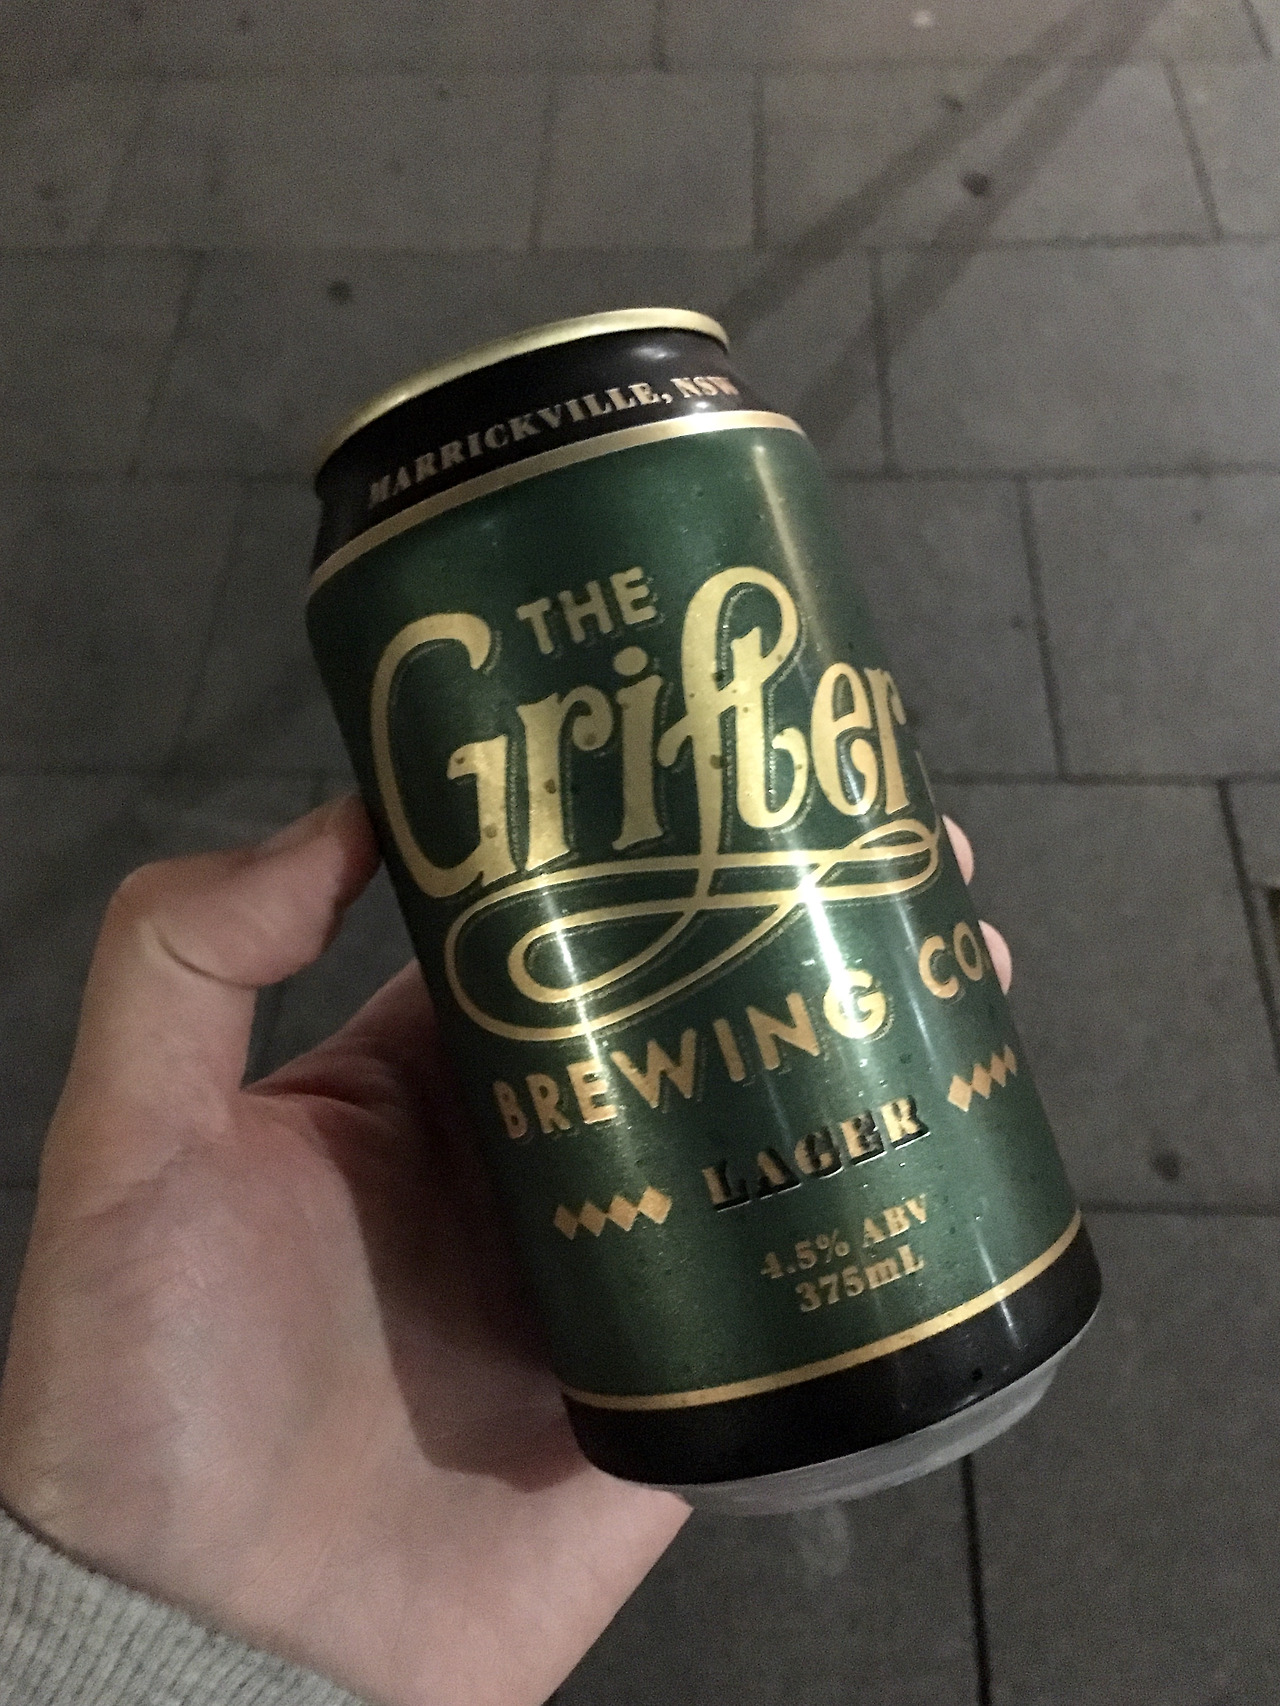 MARRICKVILLE, NSW
THE
Grifter
BREWING CO.
LAGER
4.5% ABV
375mL